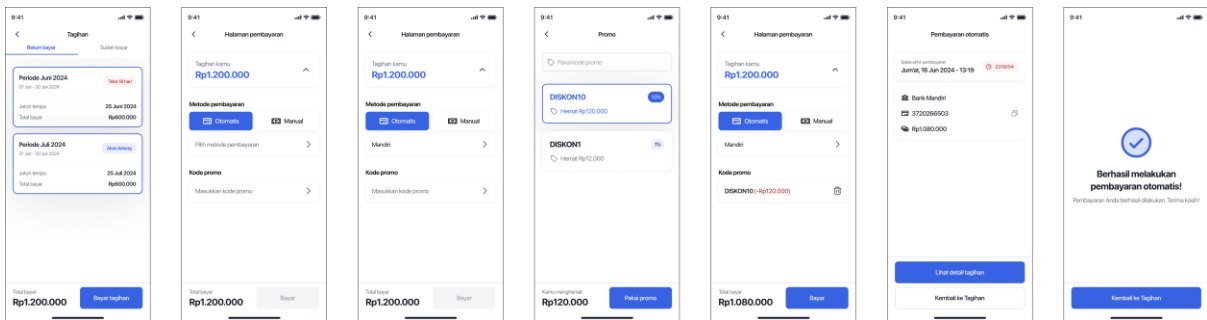 9:41
Tagihan
Belum bayar
Sudah bayar
Periode Juni 2024
Telat 10 hari
01 Jun - 30 Jun 2024
Jatuh tempo
25 Juni 2024
Total bayar
Rp600.000
Periode Juli 2024
Akan datang
01 Jun - 30 Jun 2024
Jatuh tempo
25 Juli 2024
Total bayar
Rp600.000
Total bayar
Rp1.200.000
Bayar tagihan
9:41
Halaman pembayaran
Tagihan kamu
Rp1.200.000
Metode pembayaran
Otomatis
Manual
Pilih metode pembayaran
Kode promo
Masukkan kode promo
Total bayar
Rp1.200.000
Bayar
9:41
Halaman pembayaran
Tagihan kamu
Rp1.200.000
Metode pembayaran
Otomatis
Manual
Mandiri
Kode promo
Masukkan kode promo
Total bayar
Rp1.200.000
Bayar
9:41
Promo
Pakai kode promo
DISKON10
10%
Hemat Rp120.000
DISKON1
1%
Hemat Rp12.000
Kamu menghemat
Rp120.000
Pakai promo
9:41
Halaman pembayaran
Tagihan kamu
Rp1.200.000
Metode pembayaran
Otomatis
Manual
Mandiri
Kode promo
DISKON10 (-Rp120.000)
Total bayar
Rp1.080.000
Bayar
9:41
Pembayaran otomatis
Batas akhir pembayaran
Jum'at, 16 Jun 2024 - 13:19
23:59:54
Bank Mandiri
3720266503
Rp1.080.000
Lihat detail tagihan
Kembali ke Tagihan
9:41
Berhasil melakukan
pembayaran otomatis!
Pembayaran Anda berhasil dilakukan. Terima kasih!
Kembali ke Tagihan